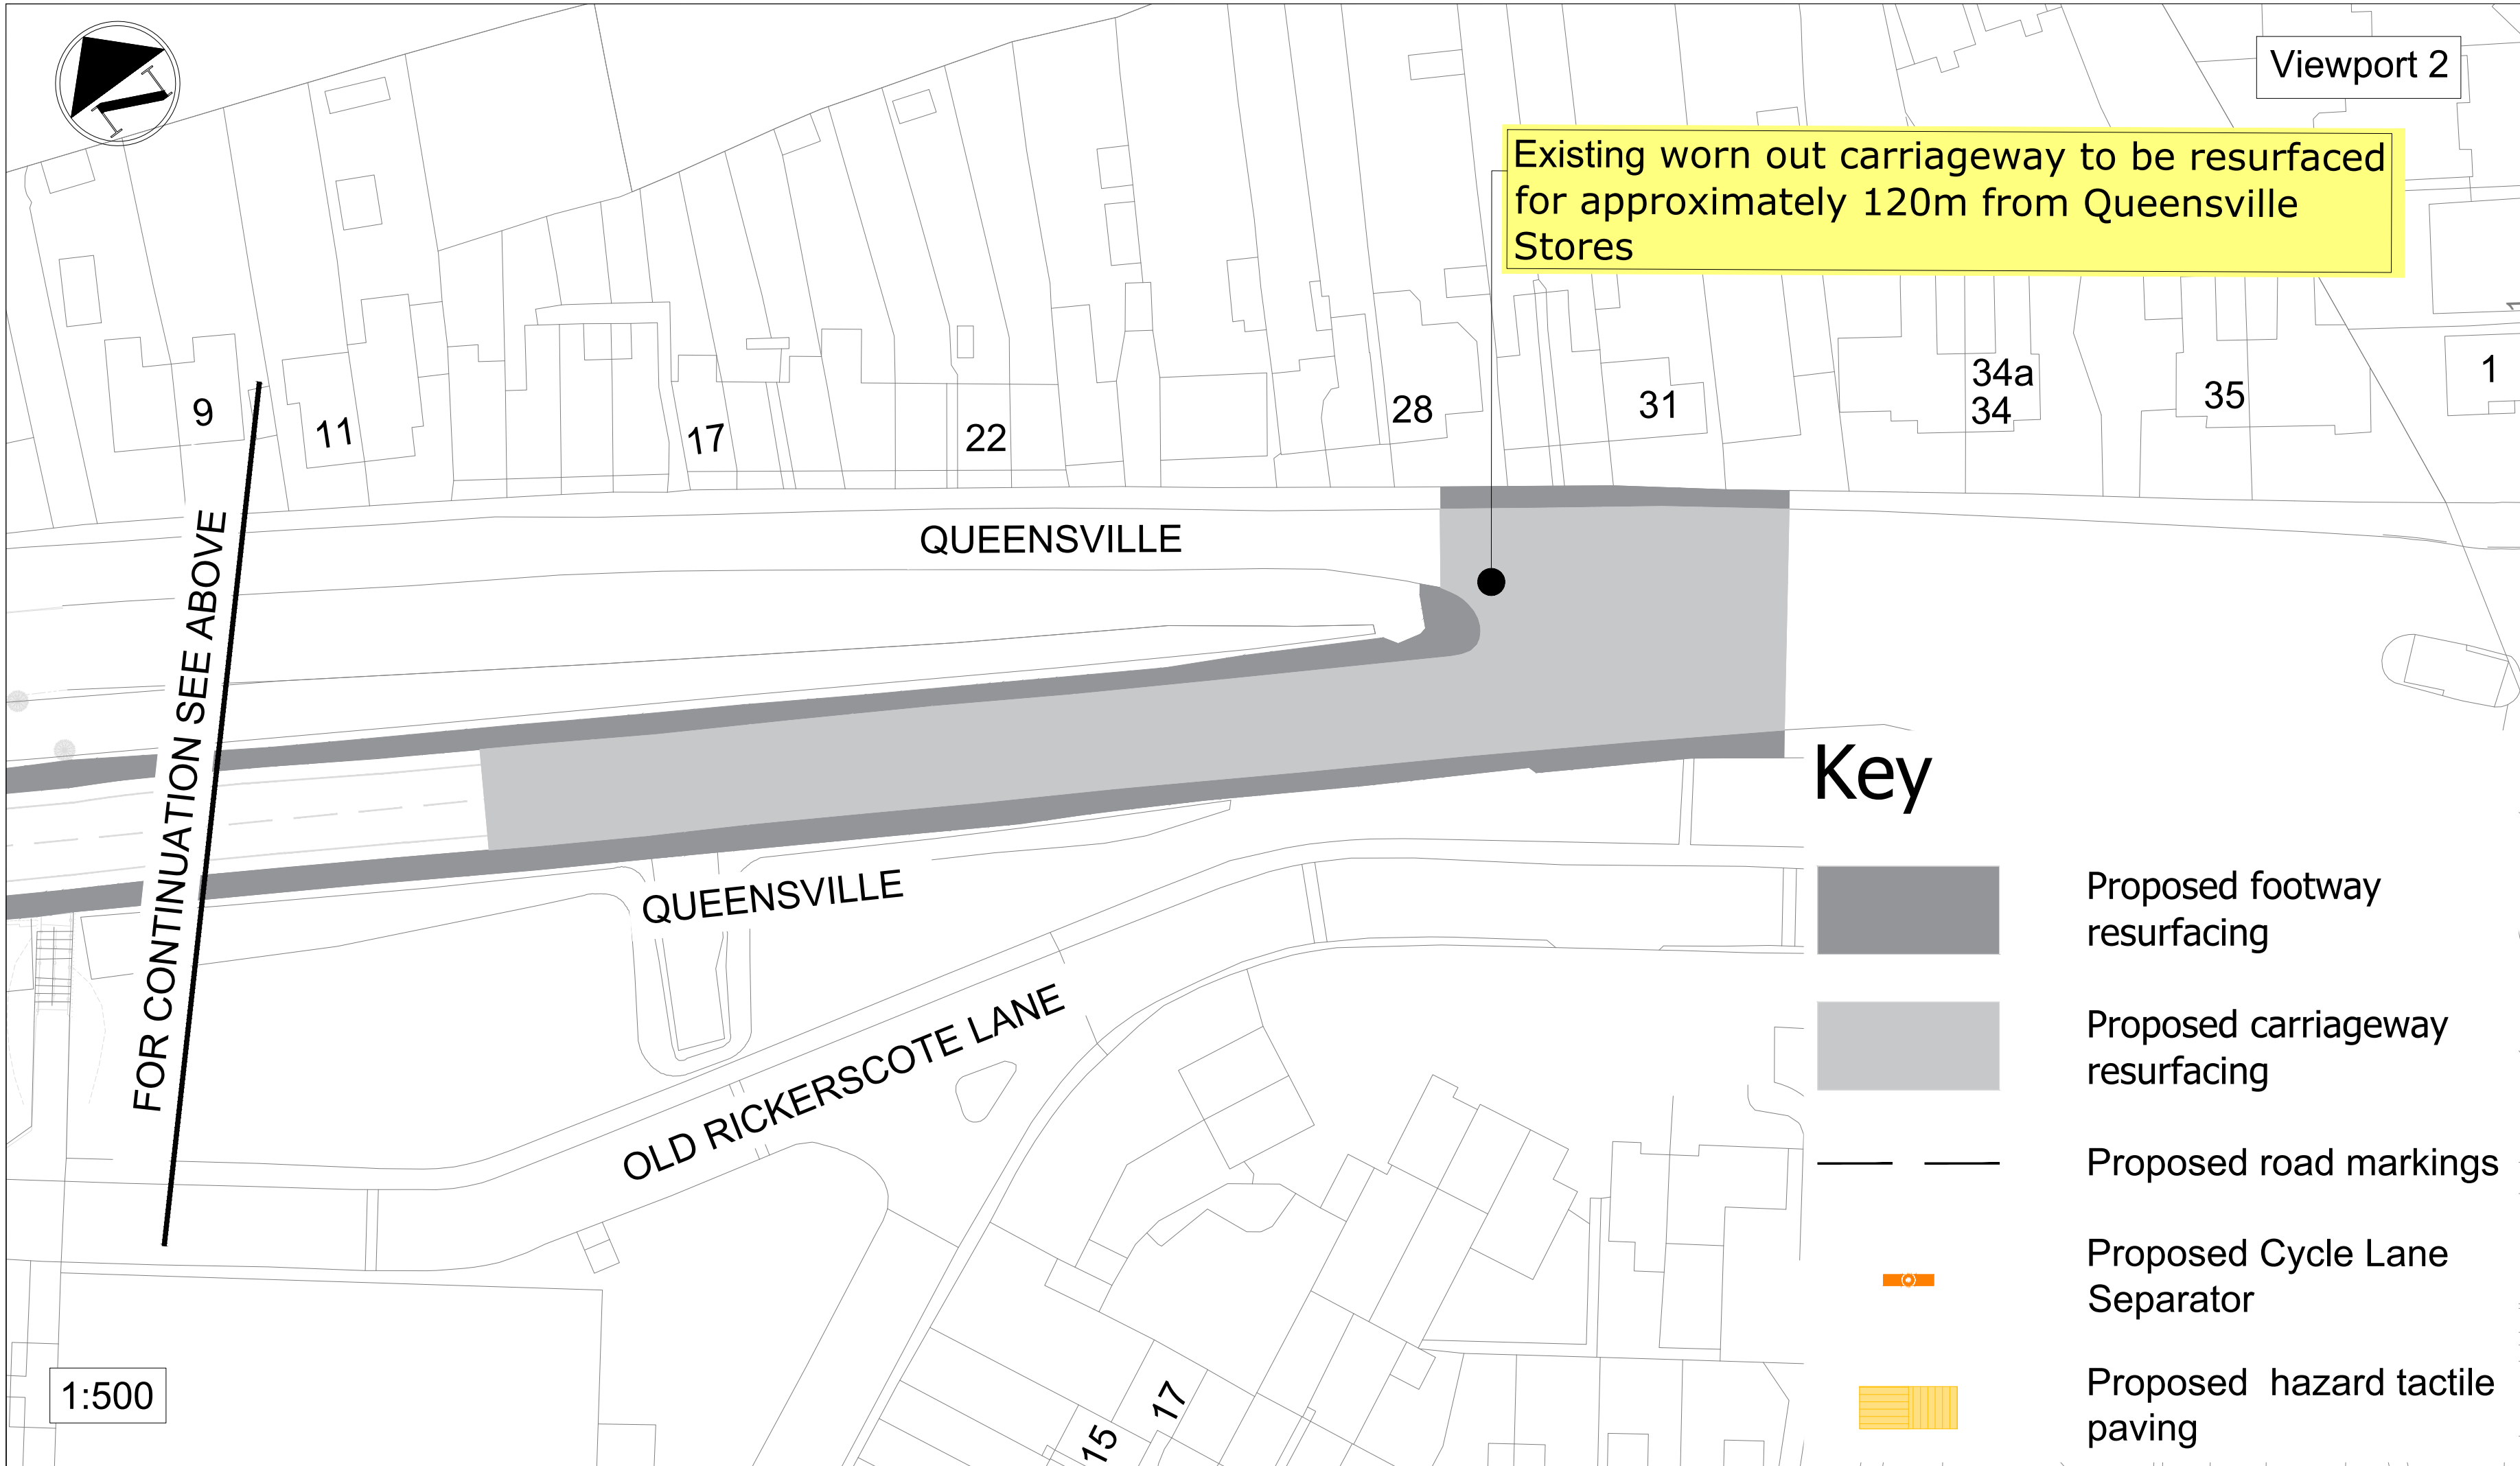 N
Viewport 2
Existing worn out carriageway to be resurfaced
for approximately 120m from Queensville
Stores
9
11
17
22
28
31
34a
34
35
1
QUEENSVILLE
FOR CONTINUATION SEE ABOVE
QUEENSVILLE
OLD RICKERSCOTE LANE
15
17
1:500
Key
Proposed footway
resurfacing
Proposed carriageway
resurfacing
Proposed road markings
Proposed Cycle Lane
Separator
Proposed hazard tactile
paving